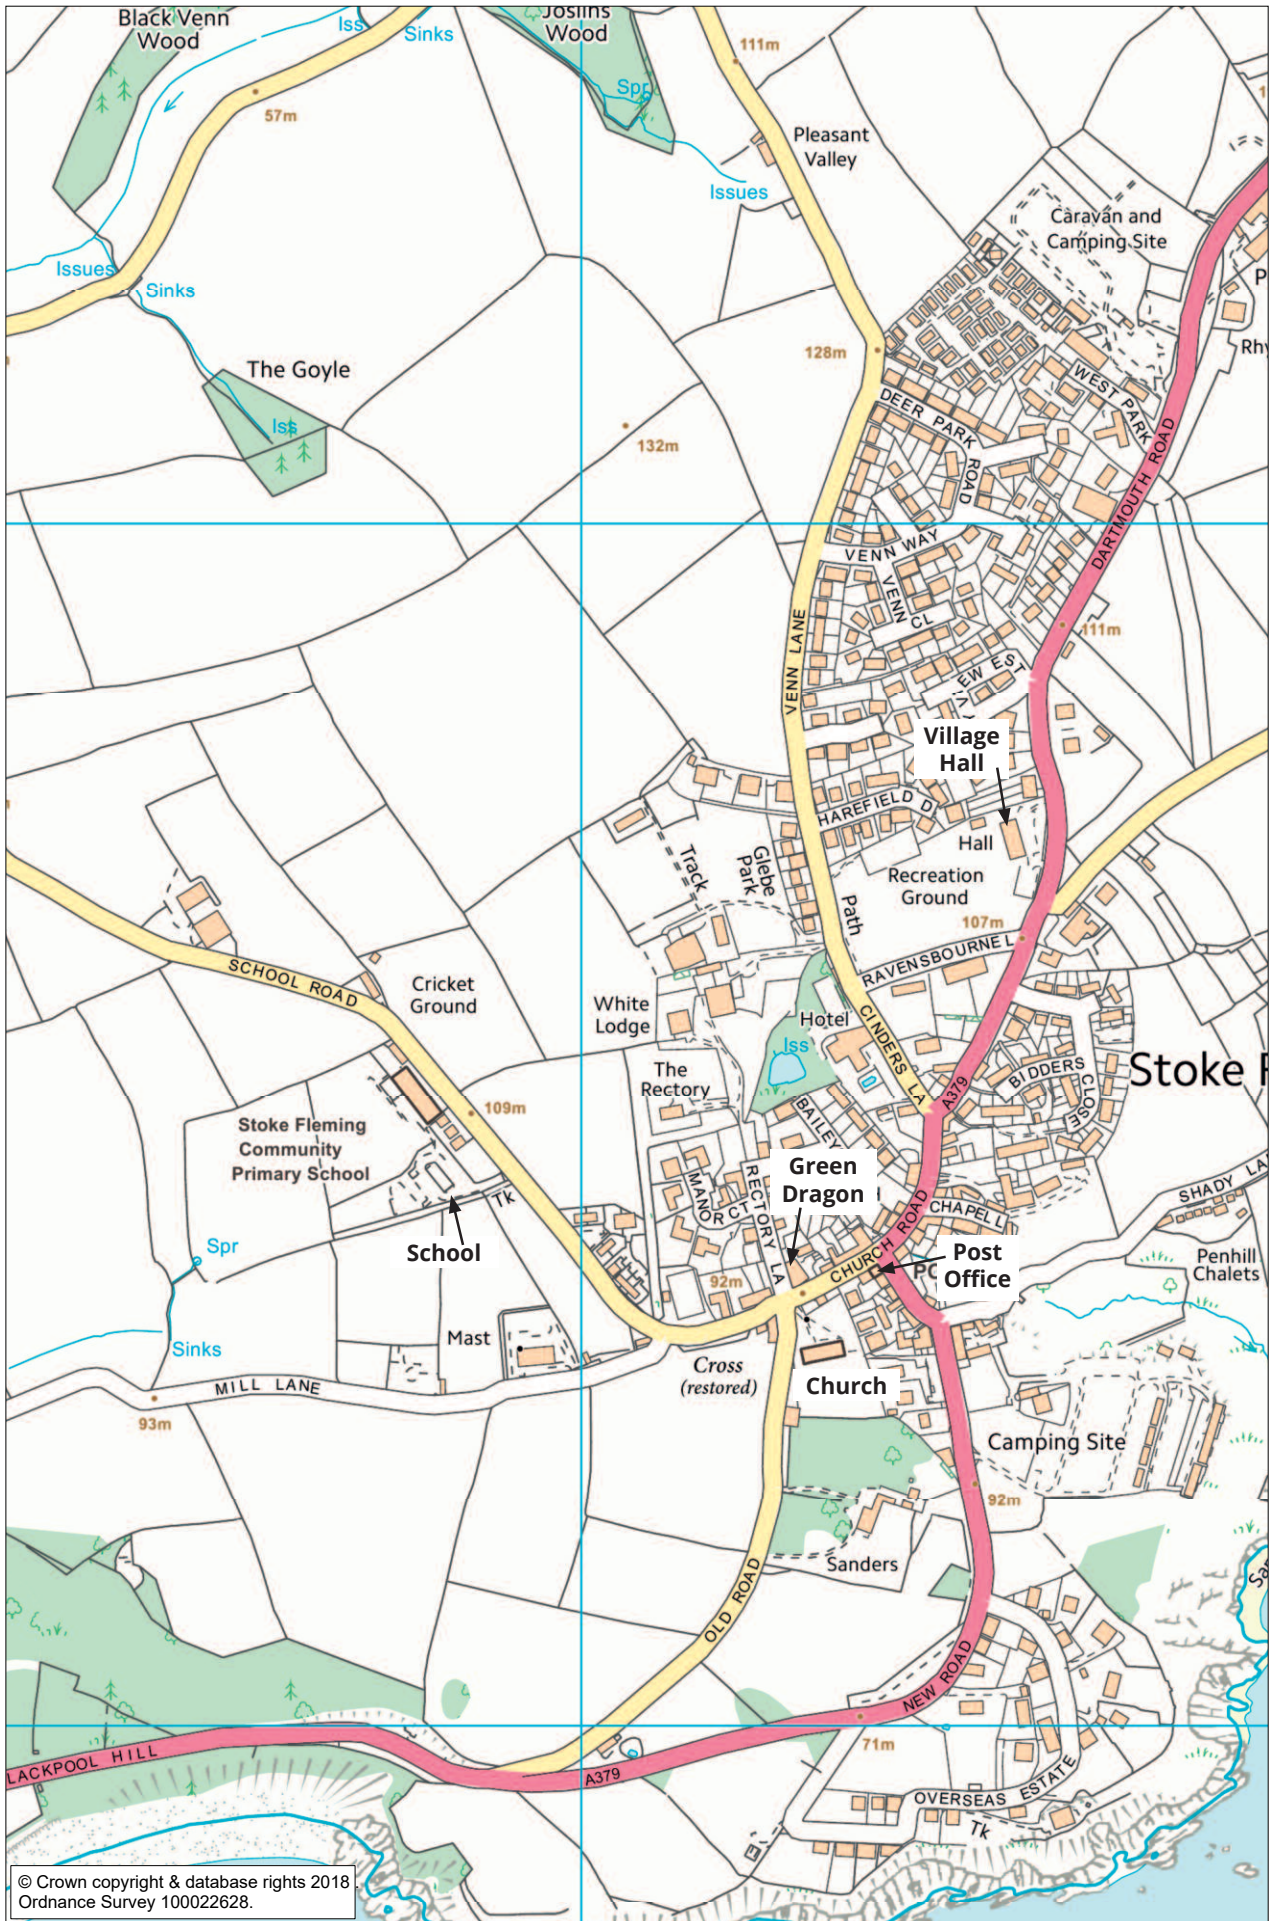 Black Venn
Wood
Iss
Sinks
Joslins
Wood
111m
Spr
57m
Pleasant
Valley
Issues
Caravan and
Camping Site
Issues
Sinks
P
Rhy
128m
The Goyle
WEST PARK
DEER PARK
ROAD
Iss
132m
DARTMOUTH ROAD
VENN WAY
VENN CL
VENN LANE
111m
EW EST
Village
Hall
HAREFIELD D
Hall
Track
Glebe
Park
Recreation
Ground
Path
107m
RAVENSBOURNE L
SCHOOL ROAD
Cricket
Ground
White
Lodge
Hotel
Iss
CINDERS LA
The
Rectory
BIDDERS
CLOSE
Stoke F
A379
109m
BAILEY
Stoke Fleming
Community
Primary School
Green
Dragon
MANOR CT
RECTORY LA
SHADY LA
Tk
CHURCH ROAD
CHAPEL L
School
Spr
Post
Office
PO
Penhill
Chalets
92m
Mast
Sinks
Cross
(restored)
Church
MILL LANE
93m
Camping Site
92m
Sanders
OLD ROAD
NEW ROAD
71m
LACKPOOL HILL
A379
OVERSEAS ESTATE
Tk
© Crown copyright & database rights 2018
Ordnance Survey 100022628.